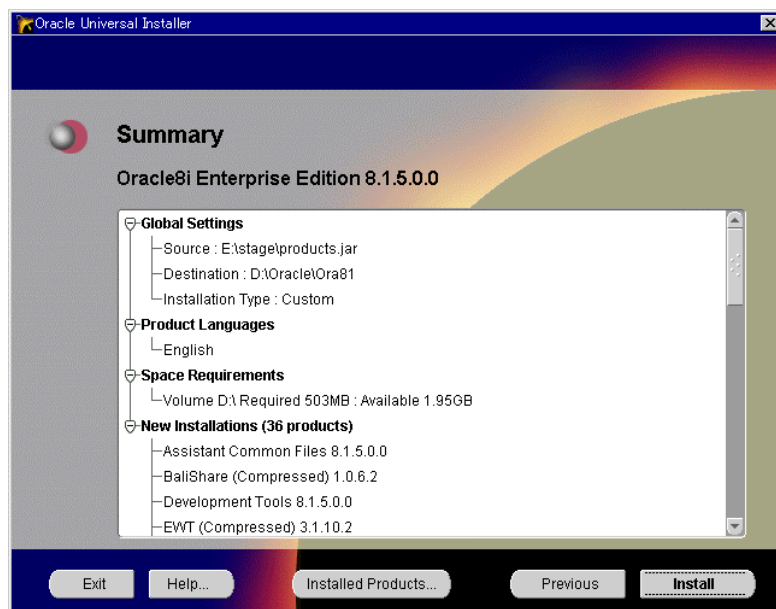 Oracle Universal Installer
Summary
Oracle8i Enterprise Edition 8.1.5.0.0
Global Settings
Source : E:\stage\products.jar
Destination : D:\Oracle\Ora81
Installation Type : Custom
Product Languages
English
Space Requirements
Volume D:\ Required 503MB : Available 1.95GB
New Installations (36 products)
Assistant Common Files 8.1.5.0.0
BaliShare (Compressed) 1.0.6.2
Development Tools 8.1.5.0.0
EWT (Compressed) 3.1.10.2
Exit Help... Installed Products... Previous Install